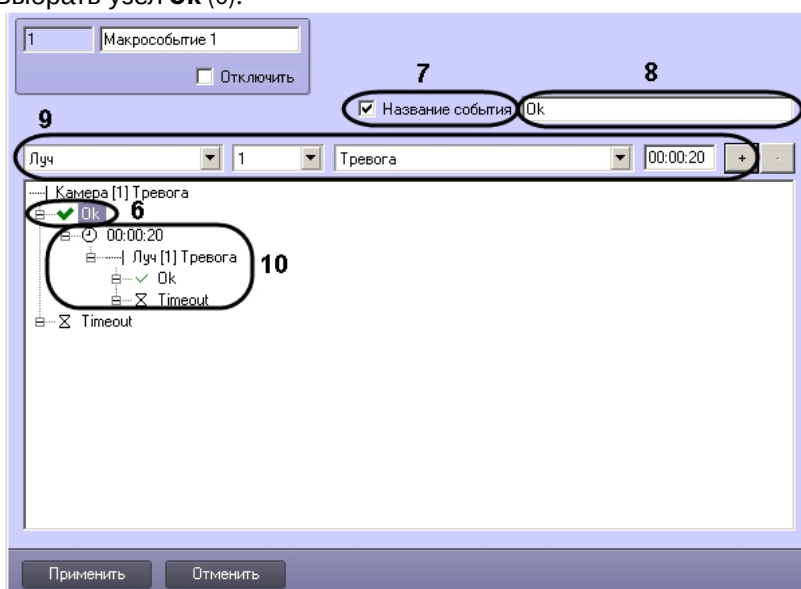 Выбрать узел Ok (6).
1 Макрособытие 1
Отключить
7 8
Название события Ok
9
Луч 1 Тревога 00:00:20 + -
Камера [1] Тревога
Ok 6
00:00:20
Луч [1] Тревога 10
Ok
Timeout
Timeout
Применить Отменить